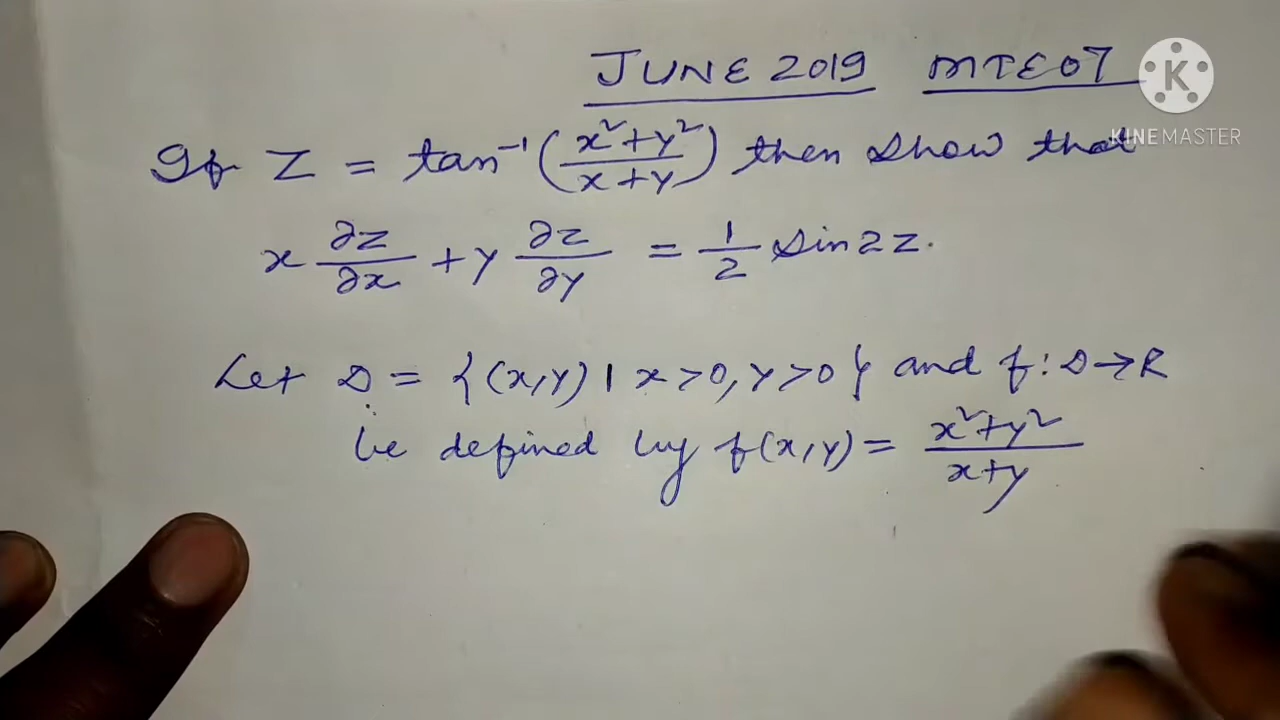 JUNE 2019 MTE07
K
KINEMASTER
If Z = tan⁻¹(x²+y²/x+y) then show that
x ∂z/∂x + y ∂z/∂y = 1/2 sin 2z.
Let D = {(x,y) | x>0, y>0} and f: D→R
be defined by f(x,y) = x²+y²/x+y